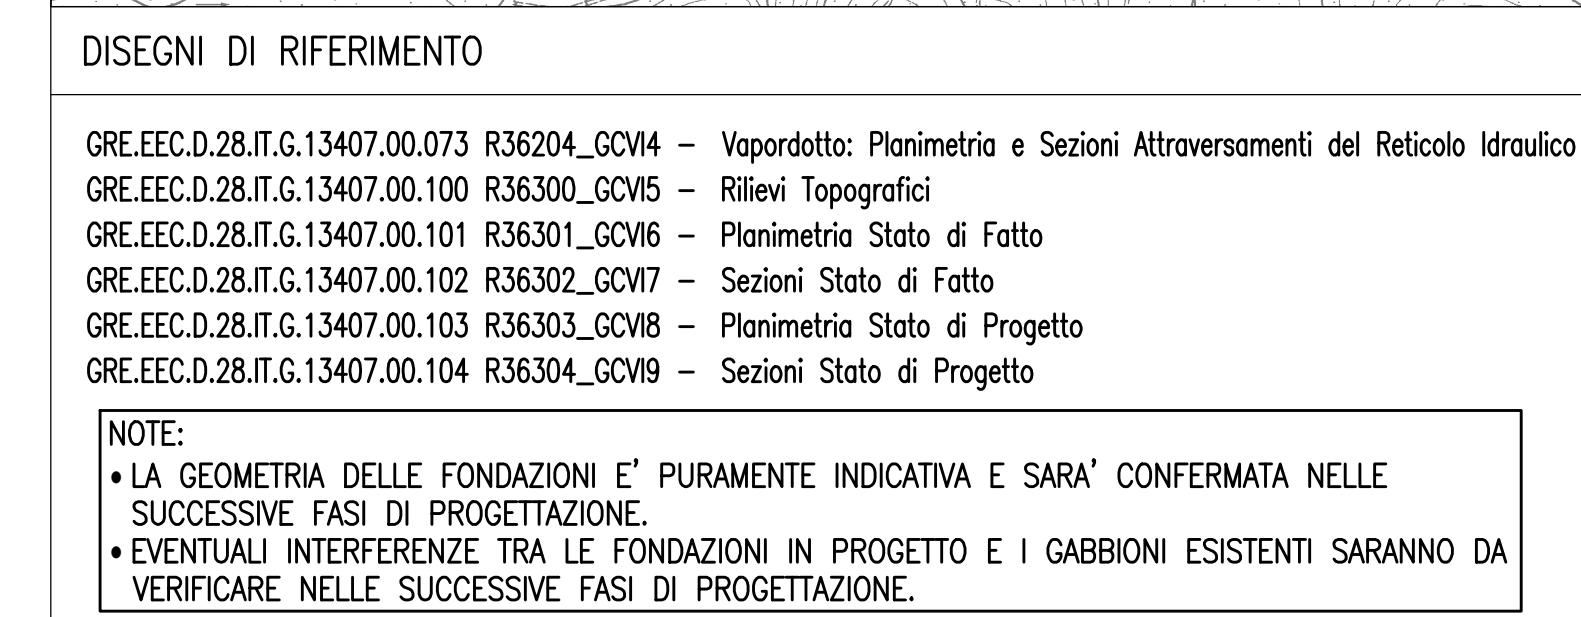 DISEGNI DI RIFERIMENTO
GRE.EEC.D.28.IT.G.13407.00.073 R36204_GCVI4 – Vapordotto: Planimetria e Sezioni Attraversamenti del Reticolo Idraulico
GRE.EEC.D.28.IT.G.13407.00.100 R36300_GCVI5 – Rilievi Topografici
GRE.EEC.D.28.IT.G.13407.00.101 R36301_GCVI6 – Planimetria Stato di Fatto
GRE.EEC.D.28.IT.G.13407.00.102 R36302_GCVI7 – Sezioni Stato di Fatto
GRE.EEC.D.28.IT.G.13407.00.103 R36303_GCVI8 – Planimetria Stato di Progetto
GRE.EEC.D.28.IT.G.13407.00.104 R36304_GCVI9 – Sezioni Stato di Progetto
NOTE:
• LA GEOMETRIA DELLE FONDAZIONI E' PURAMENTE INDICATIVA E SARA' CONFERMATA NELLE
SUCCESSIVE FASI DI PROGETTAZIONE.
• EVENTUALI INTERFERENZE TRA LE FONDAZIONI IN PROGETTO E I GABBIONI ESISTENTI SARANNO DA
VERIFICARE NELLE SUCCESSIVE FASI DI PROGETTAZIONE.